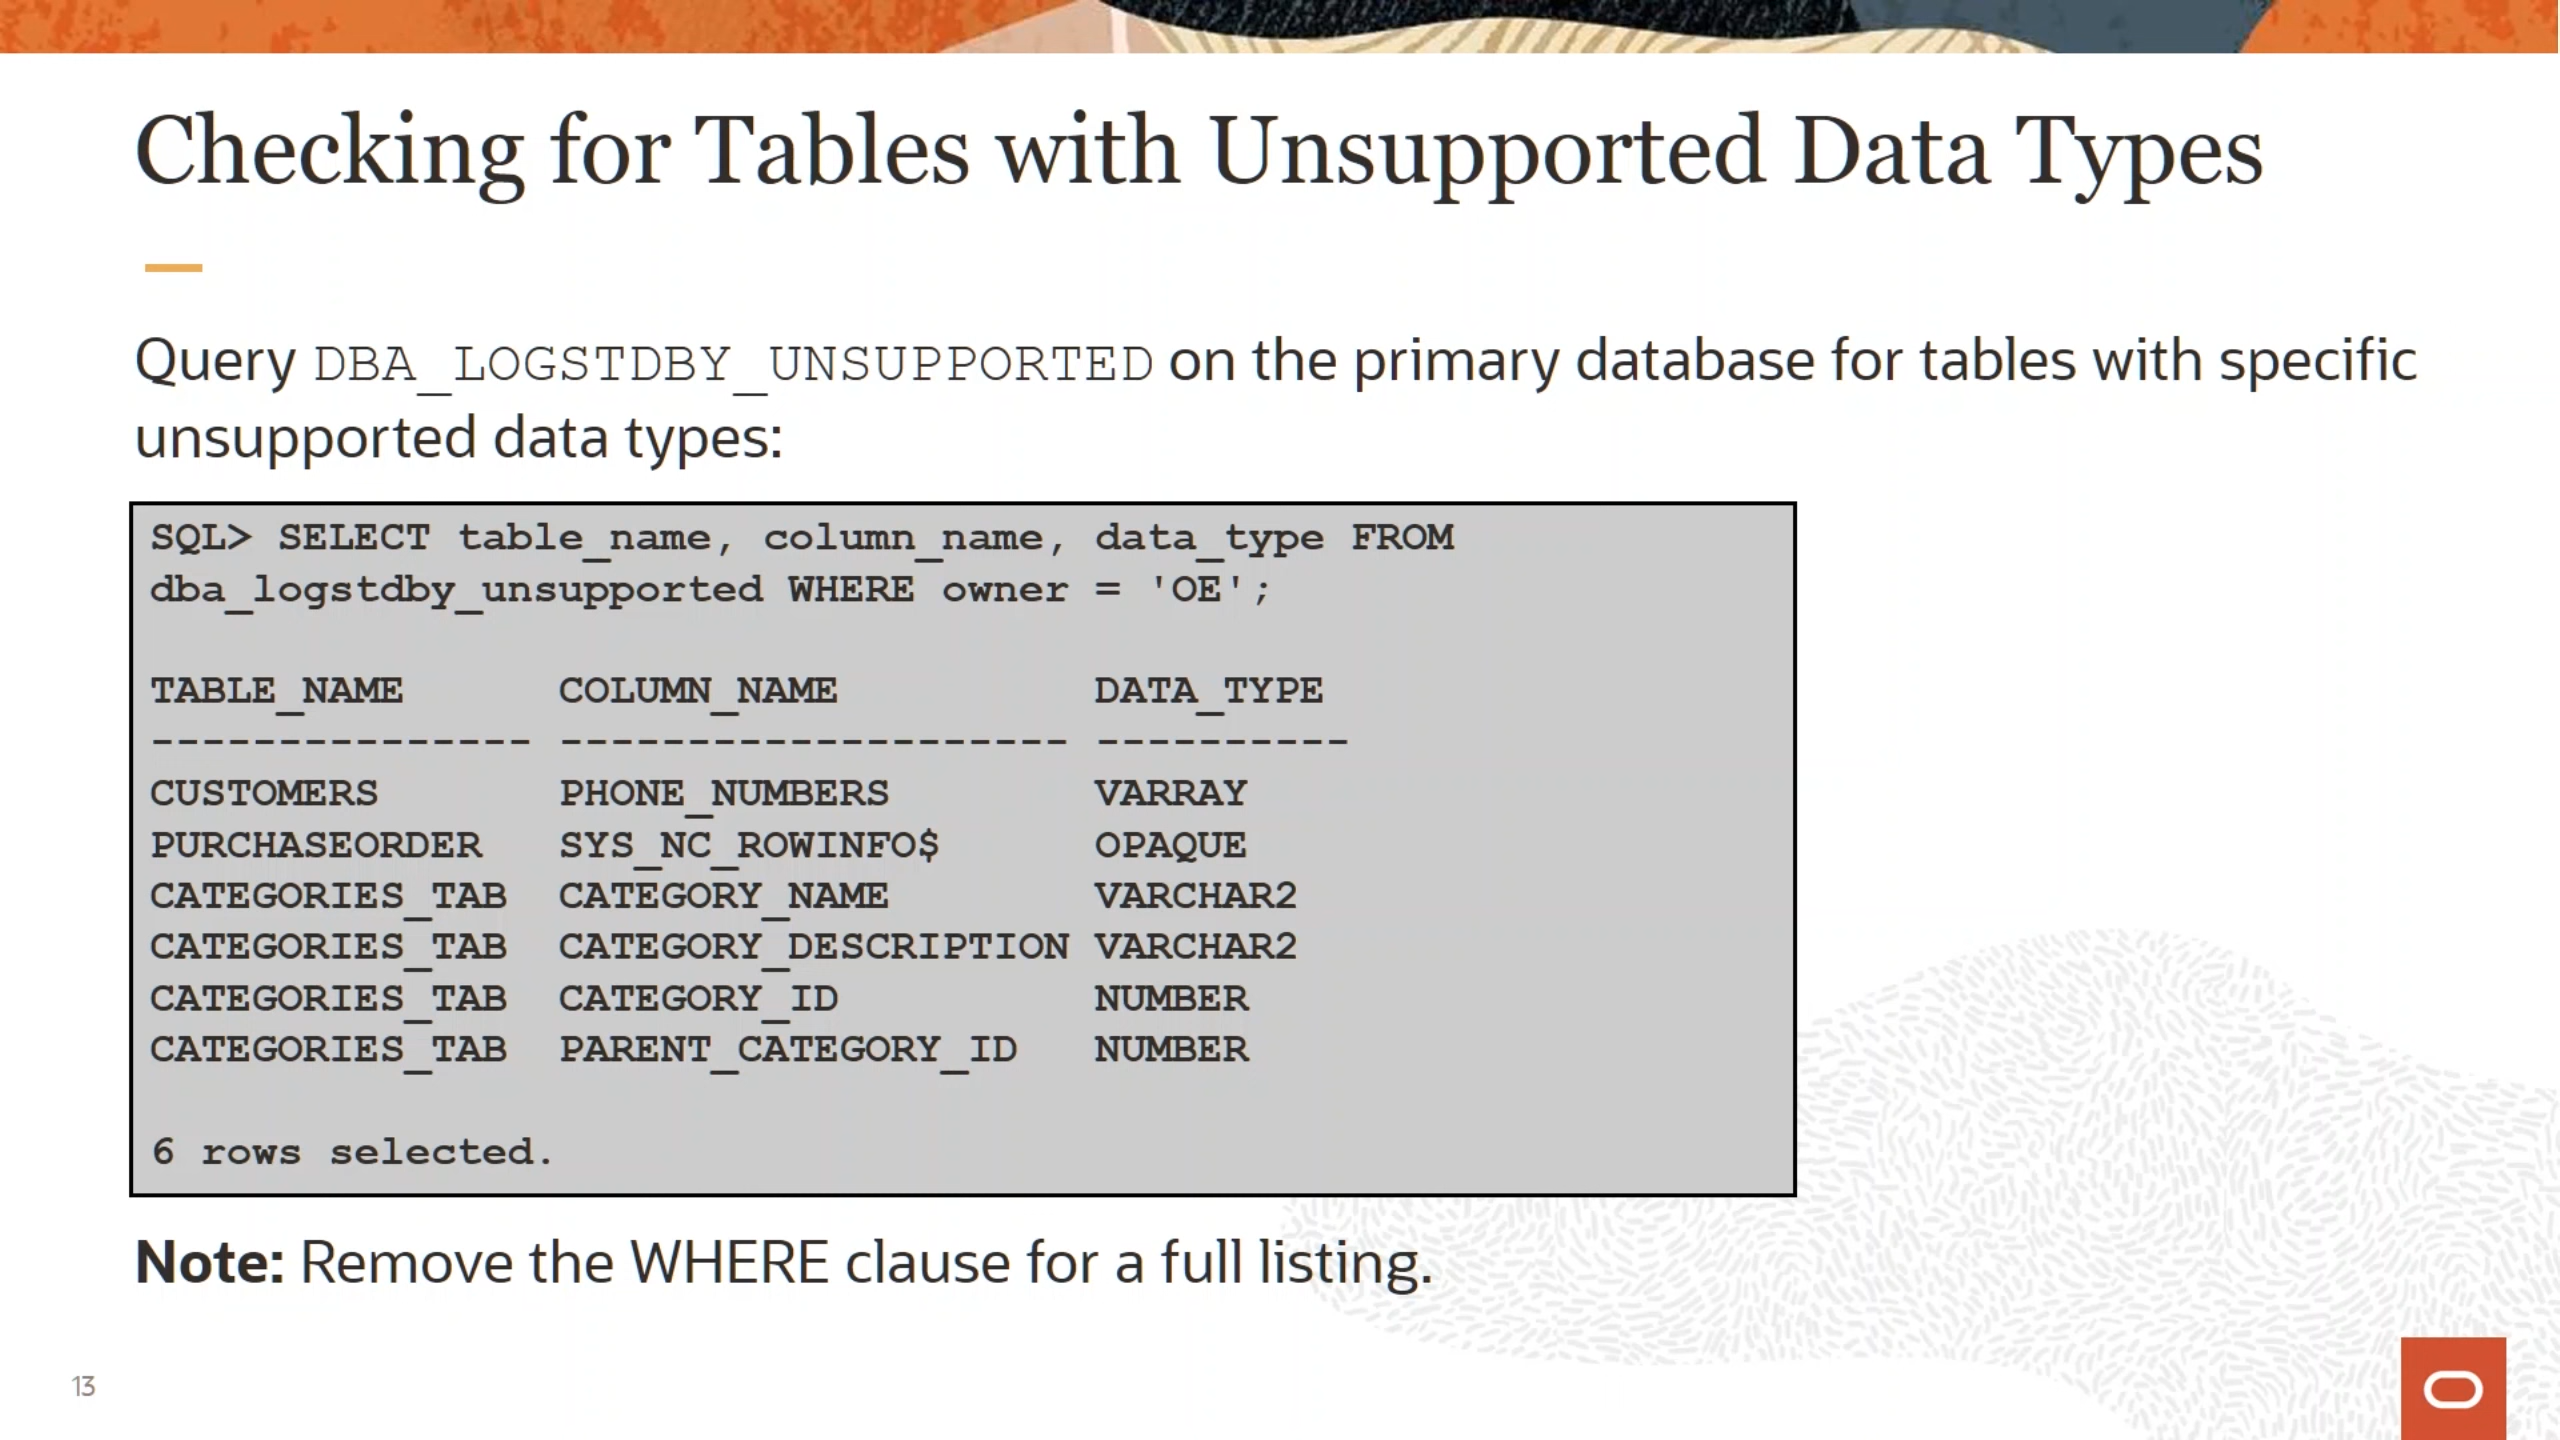 Checking for Tables with Unsupported Data Types
Query DBA_LOGSTDBY_UNSUPPORTED on the primary database for tables with specific
unsupported data types:
SQL> SELECT table_name, column_name, data_type FROM
dba_logstdby_unsupported WHERE owner = 'OE';
TABLE_NAME COLUMN_NAME DATA_TYPE
--------------- -------------------- ----------
CUSTOMERS PHONE_NUMBERS VARRAY
PURCHASEORDER SYS_NC_ROWINFO$ OPAQUE
CATEGORIES_TAB CATEGORY_NAME VARCHAR2
CATEGORIES_TAB CATEGORY_DESCRIPTION VARCHAR2
CATEGORIES_TAB CATEGORY_ID NUMBER
CATEGORIES_TAB PARENT_CATEGORY_ID NUMBER
6 rows selected.
Note: Remove the WHERE clause for a full listing.
13